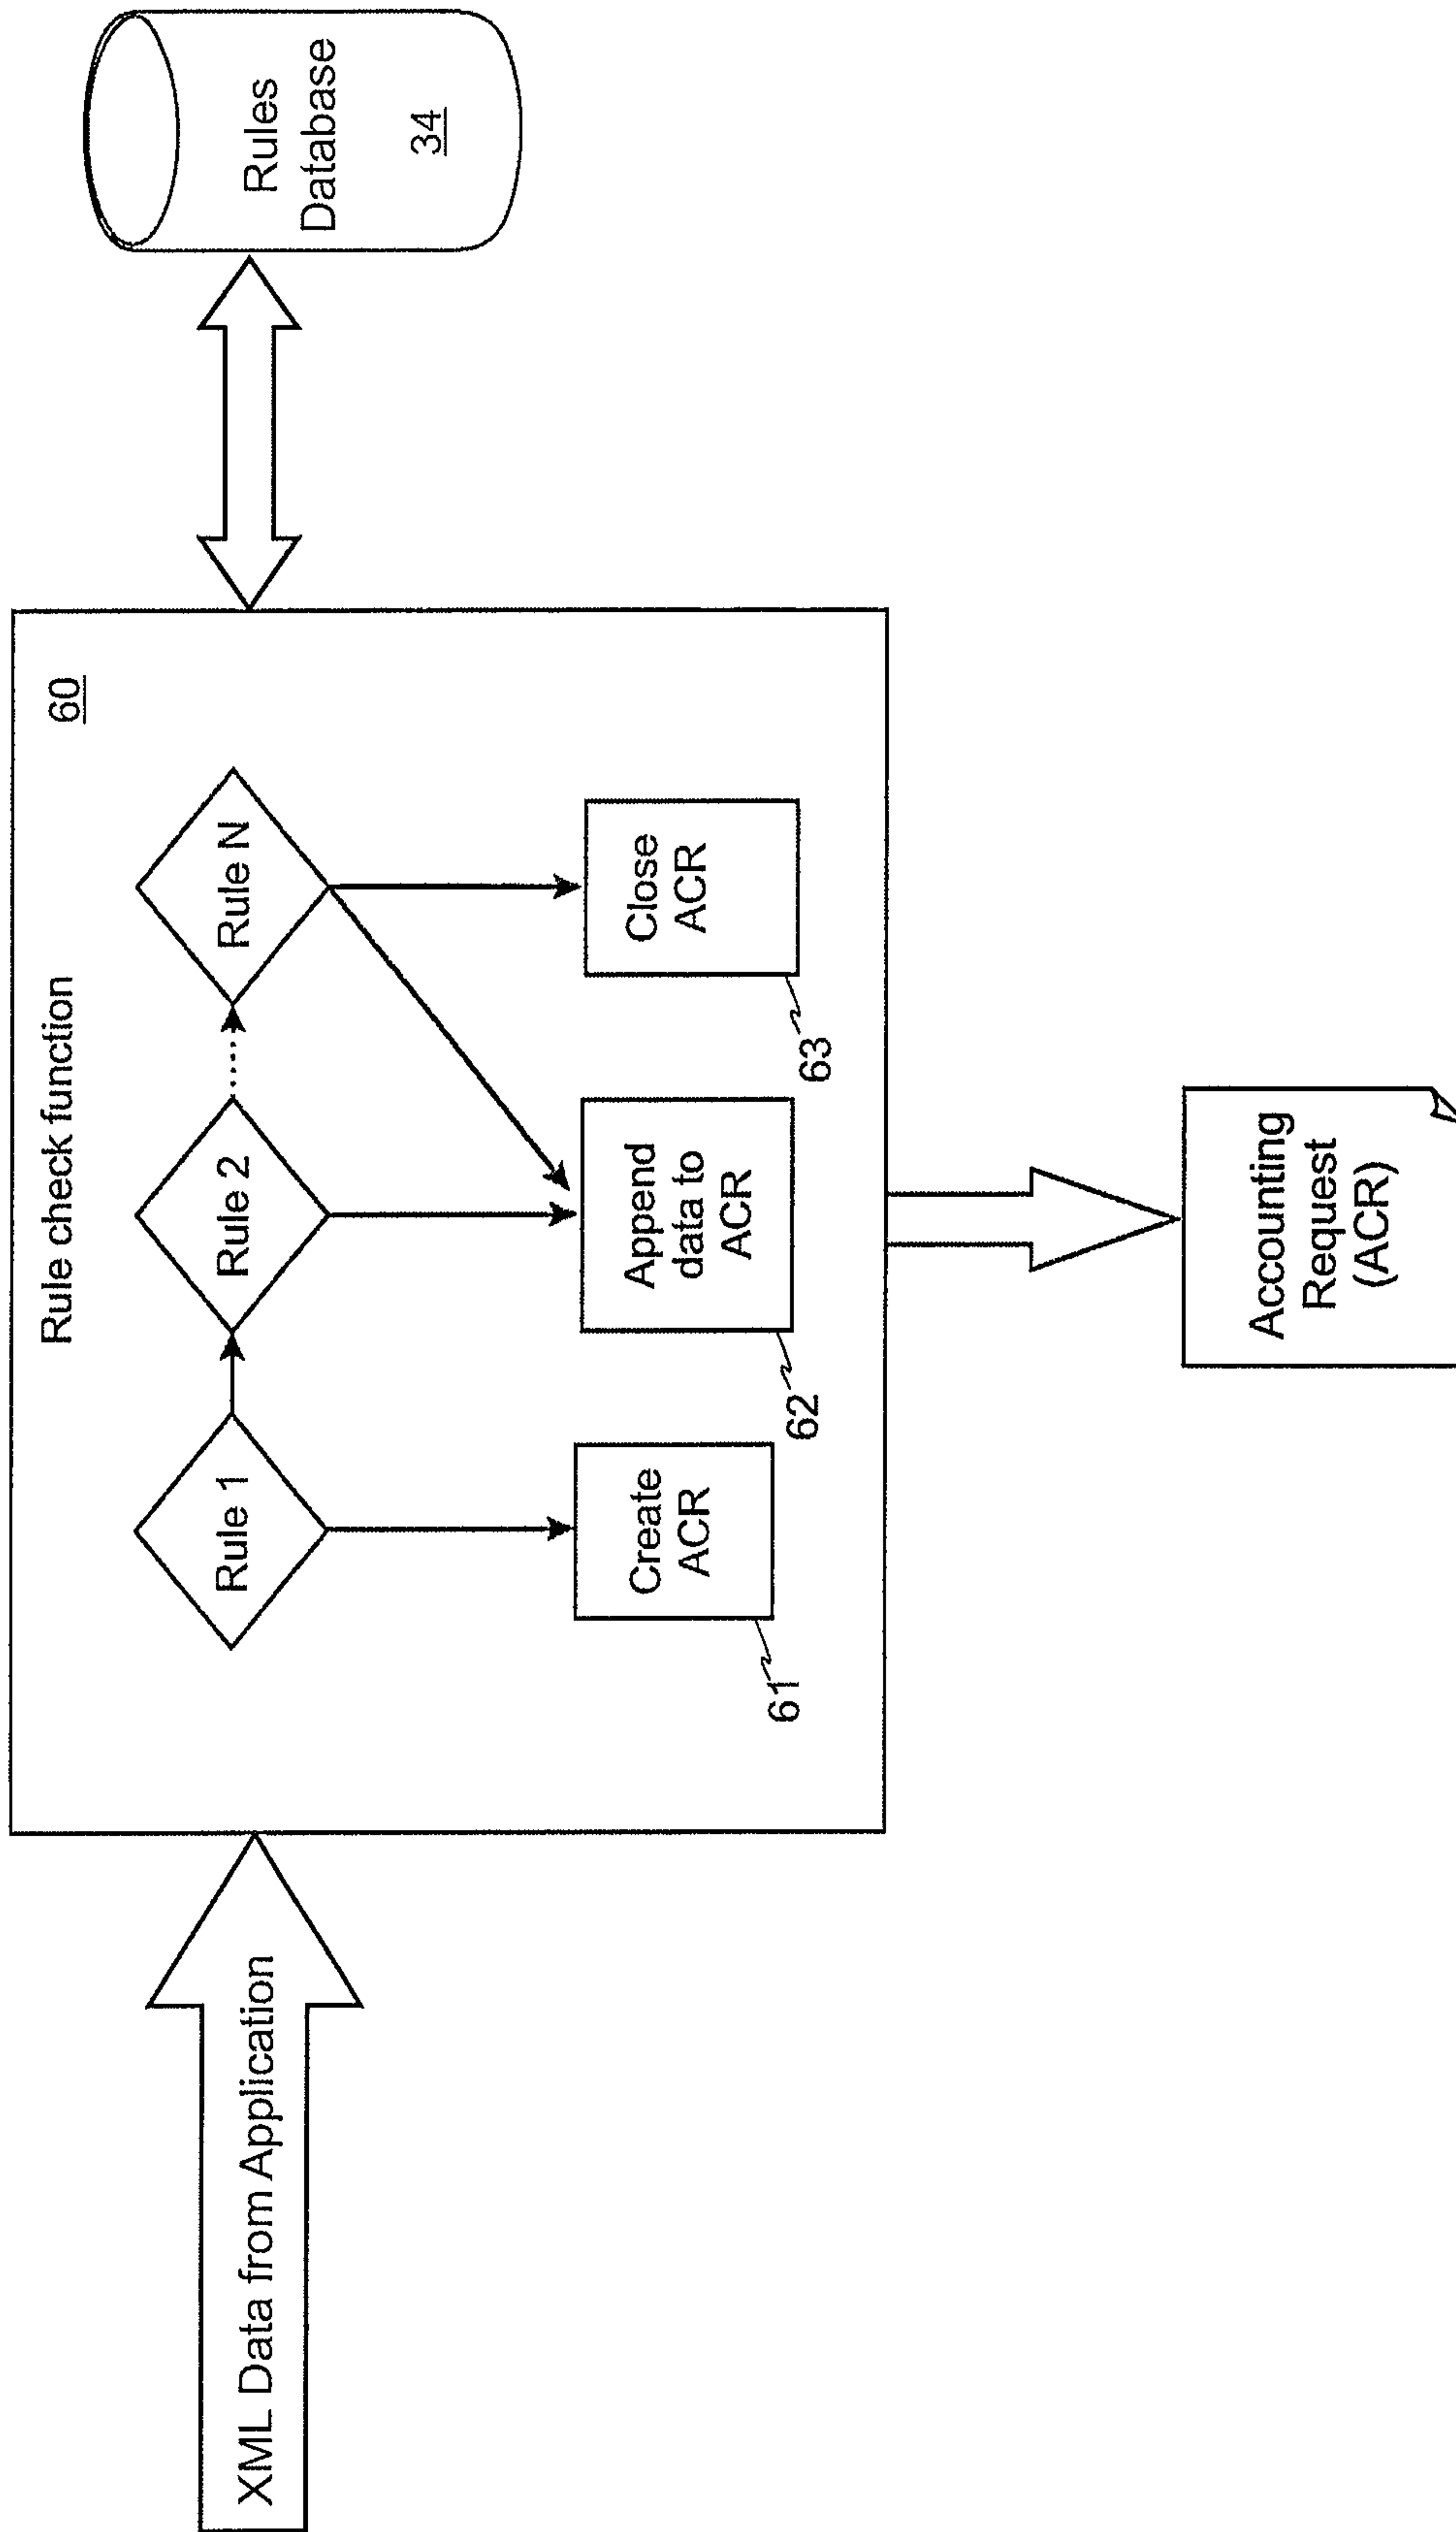 XML Data from Application
Rule check function
60
Rule 1
Rule 2
Rule N
Create
ACR
61
Append
data to
ACR
62
Close
ACR
63
Rules
Database
34
Accounting
Request
(ACR)